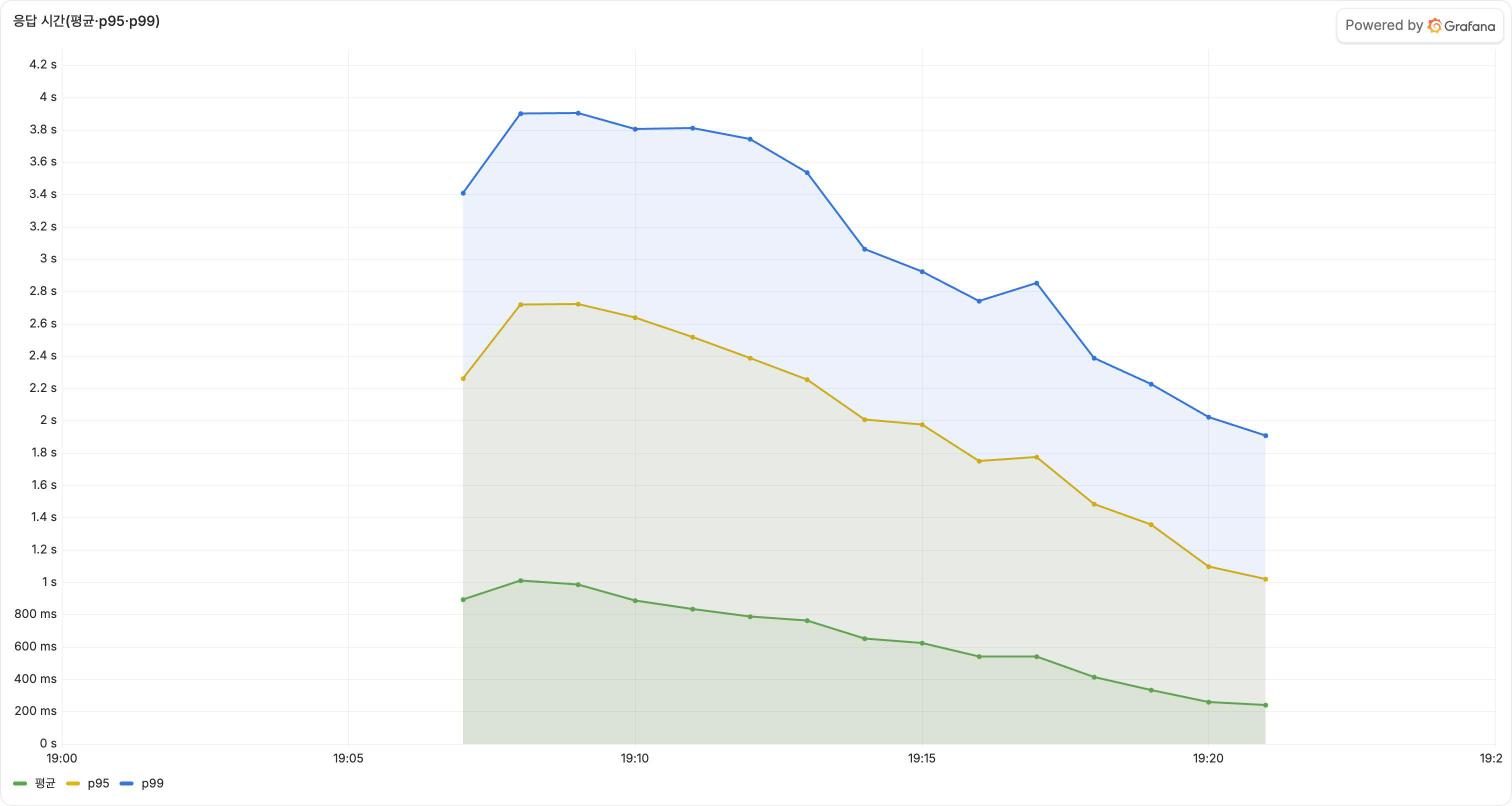 응답 시간(평균·p95·p99)
Powered by Grafana
4.2 s
4 s
3.8 s
3.6 s
3.4 s
3.2 s
3 s
2.8 s
2.6 s
2.4 s
2.2 s
2 s
1.8 s
1.6 s
1.4 s
1.2 s
1 s
800 ms
600 ms
400 ms
200 ms
0 s
19:00 19:05 19:10 19:15 19:20 19:2
평균 p95 p99